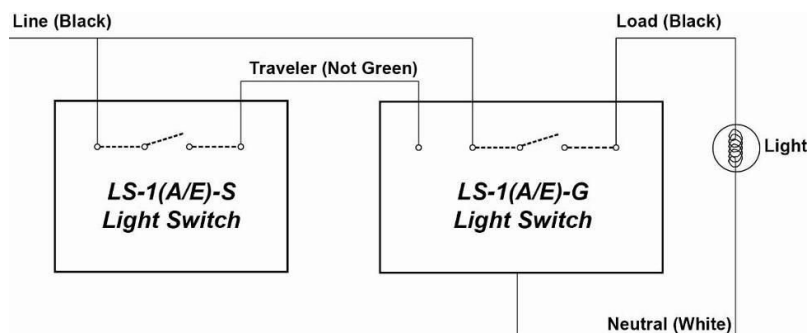 Line (Black)
Load (Black)
Traveler (Not Green)
Light
LS-1(A/E)-S
Light Switch
LS-1(A/E)-G
Light Switch
Neutral (White)